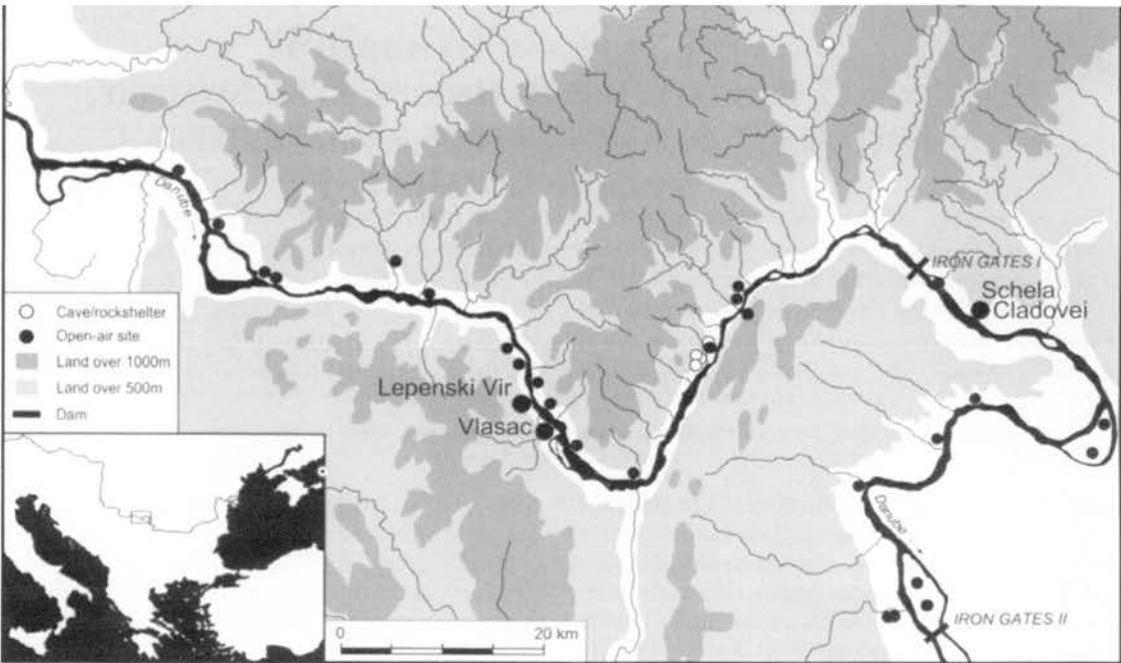 Danube
IRON GATES I
Schela
Cladovei
Cave/rockshelter
Open-air site
Land over 1000m
Land over 500m
Dam
Lepenski Vir
Vlasac
Danube
IRON GATES II
0 20 km